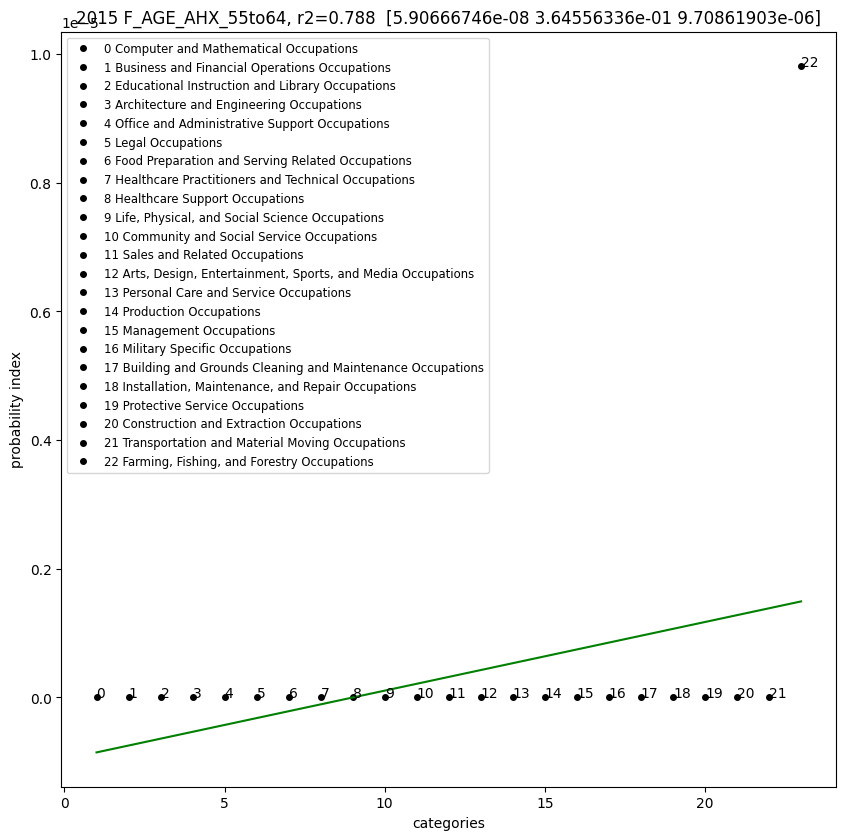 2015 F_AGE_AHX_55to64, r2=0.788 [5.90666746e-08 3.64556336e-01 9.70861903e-06]
1e-5
1.0
0.8
0.6
0.4
0.2
0.0
probability index
0 Computer and Mathematical Occupations
1 Business and Financial Operations Occupations
2 Educational Instruction and Library Occupations
3 Architecture and Engineering Occupations
4 Office and Administrative Support Occupations
5 Legal Occupations
6 Food Preparation and Serving Related Occupations
7 Healthcare Practitioners and Technical Occupations
8 Healthcare Support Occupations
9 Life, Physical, and Social Science Occupations
10 Community and Social Service Occupations
11 Sales and Related Occupations
12 Arts, Design, Entertainment, Sports, and Media Occupations
13 Personal Care and Service Occupations
14 Production Occupations
15 Management Occupations
16 Military Specific Occupations
17 Building and Grounds Cleaning and Maintenance Occupations
18 Installation, Maintenance, and Repair Occupations
19 Protective Service Occupations
20 Construction and Extraction Occupations
21 Transportation and Material Moving Occupations
22 Farming, Fishing, and Forestry Occupations
22
0 1 2 3 4 5 6 7 8 9 10 11 12 13 14 15 16 17 18 19 20 21
0 5 10 15 20
categories